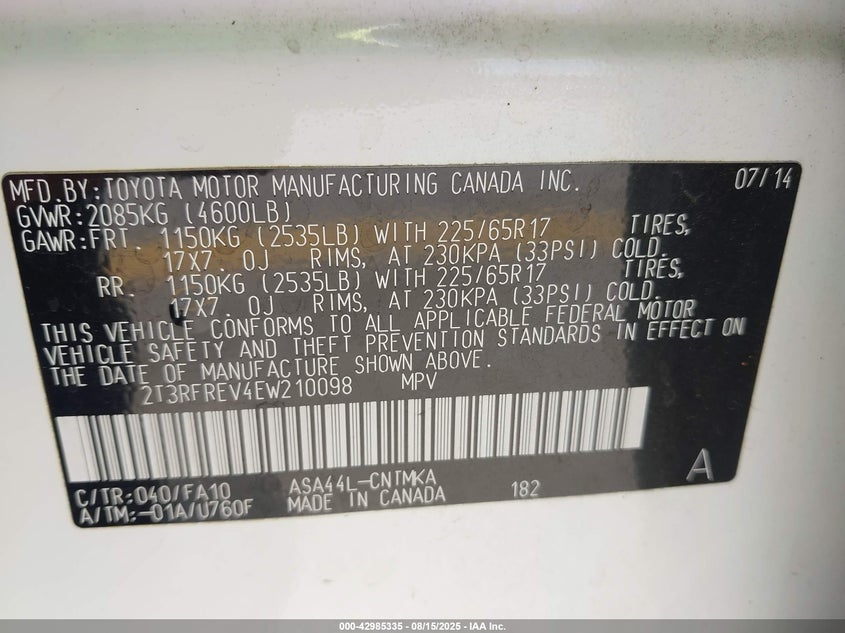 MFD.BY:TOYOTA MOTOR MANUFACTURING CANADA INC. 07/14
GVWR:2085KG (4600LB)
GAWR:FRT. 1150KG (2535LB) WITH 225/65R17 TIRES,
17X7. 0J RIMS, AT 230KPA (33PSI) COLD.
RR. 1150KG (2535LB) WITH 225/65R17 TIRES,
17X7. 0J RIMS, AT 230KPA (33PSI) COLD.
THIS VEHICLE CONFORMS TO ALL APPLICABLE FEDERAL MOTOR
VEHICLE SAFETY AND THEFT PREVENTION STANDARDS IN EFFECT ON
THE DATE OF MANUFACTURE SHOWN ABOVE.
2T3RFREV4EW210098 MPV
C/TR:040/FA10 ASA44L-CNTMKA
A/TM:-01A/U760F MADE IN CANADA 182 A
000-42985335 - 08/15/2025 - IAA Inc.